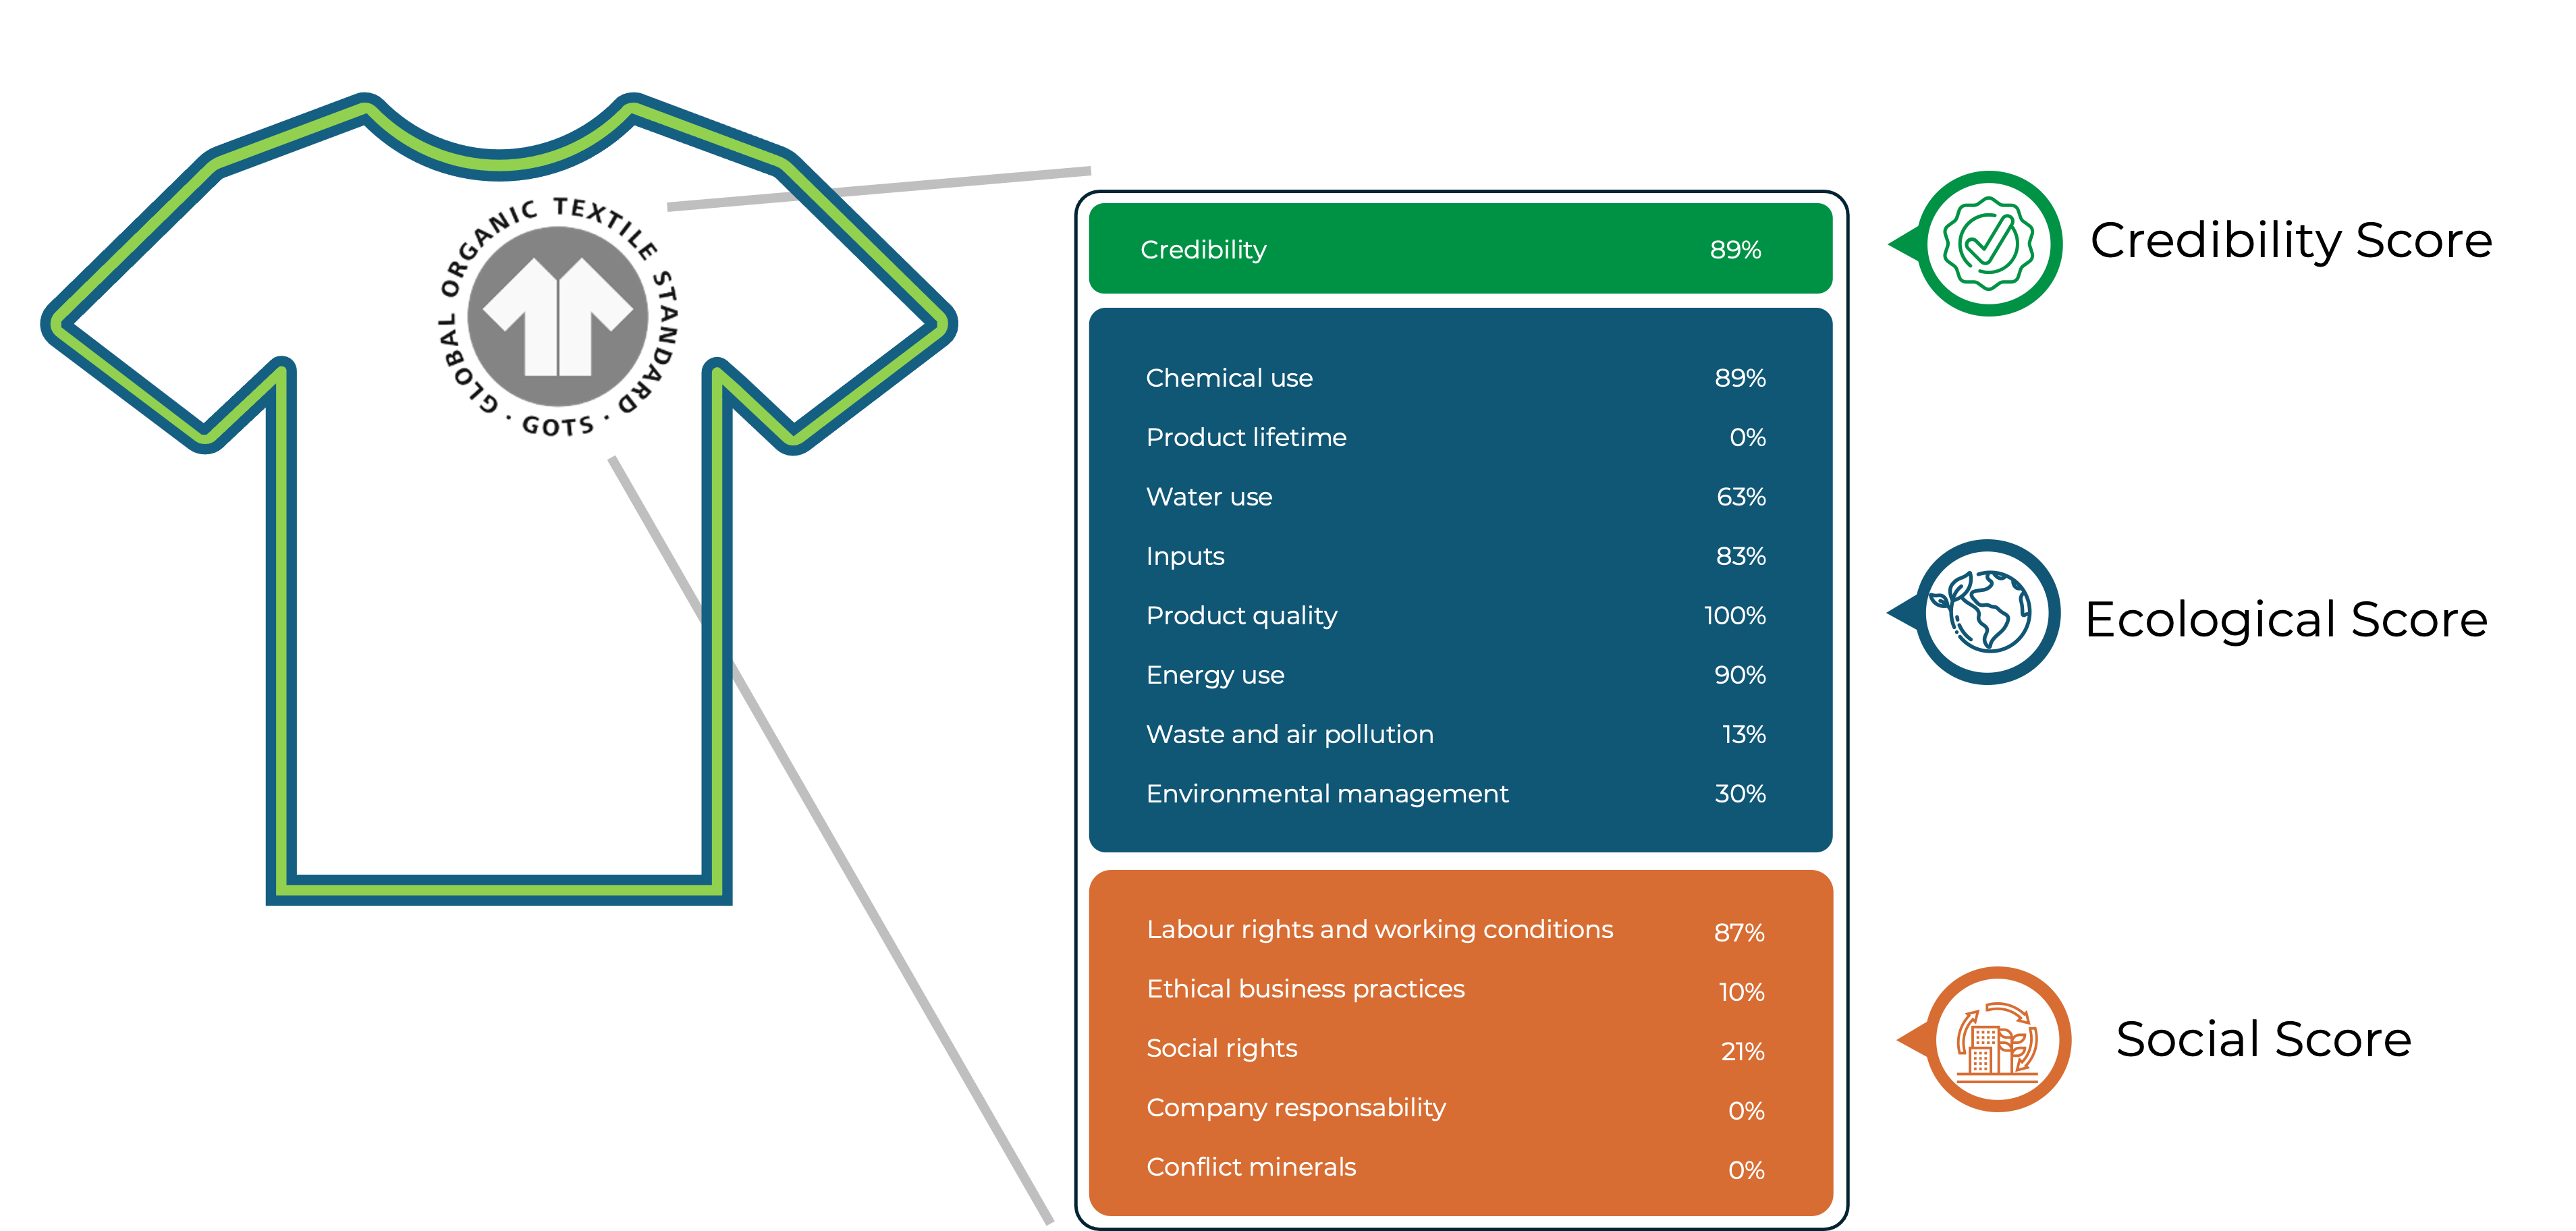 GLOBAL ORGANIC TEXTILE STANDARD · GOTS ·
Credibility 89%
Chemical use 89%
Product lifetime 0%
Water use 63%
Inputs 83%
Product quality 100%
Energy use 90%
Waste and air pollution 13%
Environmental management 30%
Labour rights and working conditions 87%
Ethical business practices 10%
Social rights 21%
Company responsability 0%
Conflict minerals 0%
Credibility Score
Ecological Score
Social Score